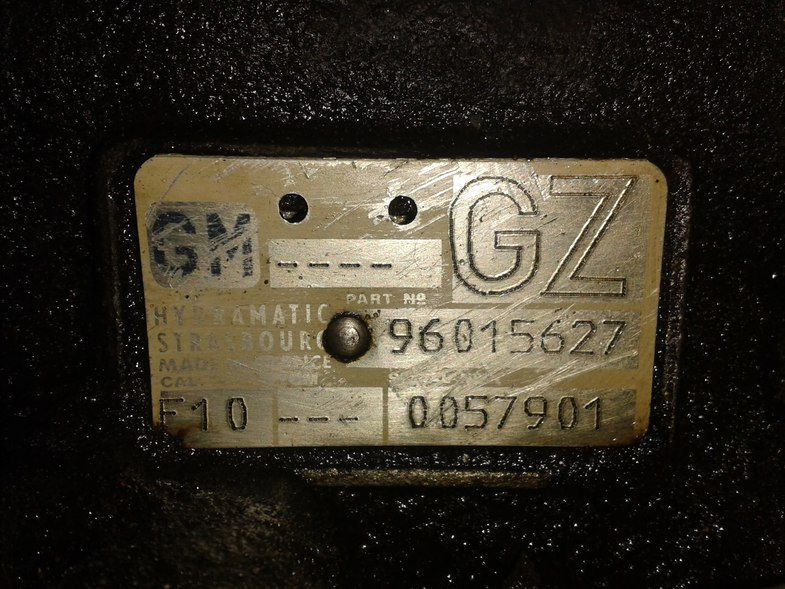 GM
----
GZ
PART Nº
HYDRAMATIC
STRASBOURG
96015627
F10 --- 0057901